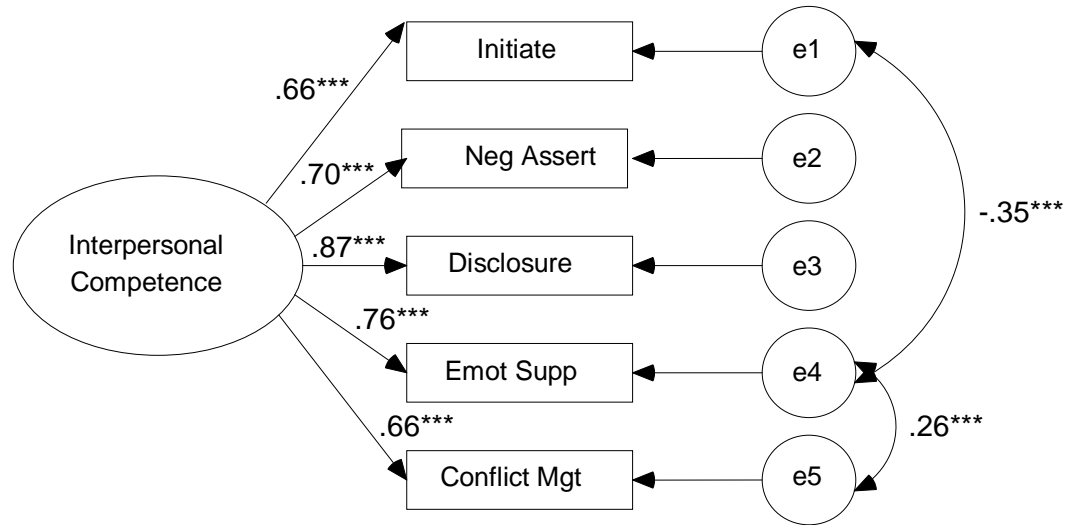 Initiate
e1
.66***
Neg Assert
e2
.70***
-.35***
Interpersonal
Competence
.87***
Disclosure
e3
.76***
Emot Supp
e4
.66***
.26***
Conflict Mgt
e5